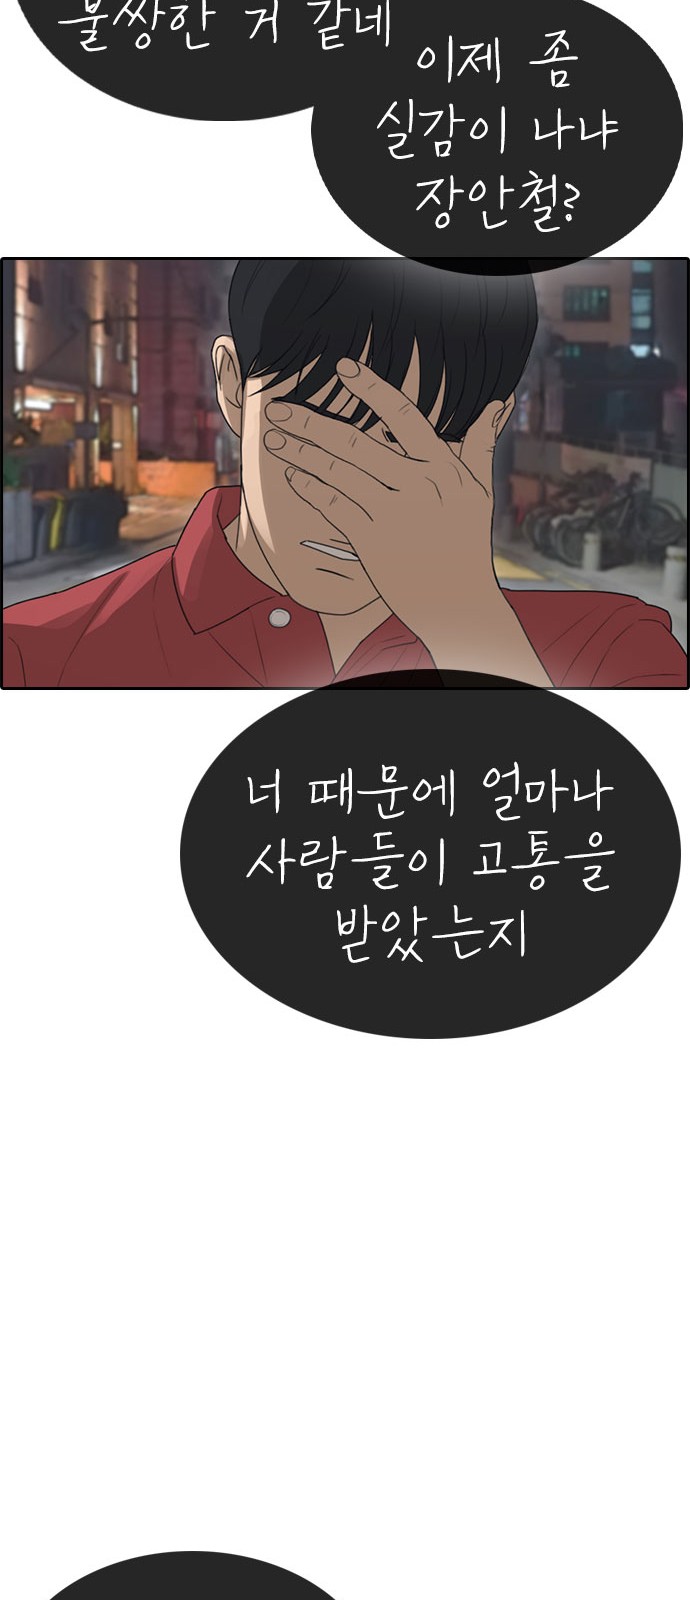 불쌍한 거 같네
이제 좀
실감이 나냐
장안철?
너 때문에 얼마나
사람들이 고통을
받았는지